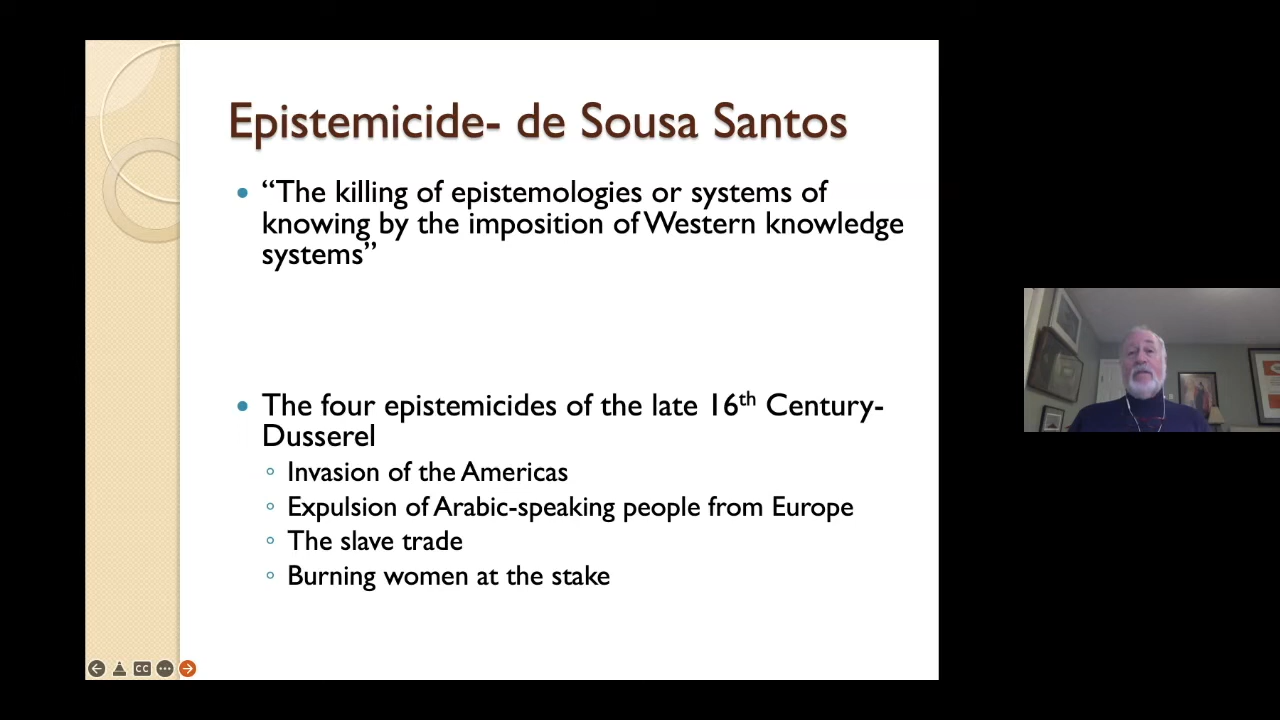 Epistemicide- de Sousa Santos
“The killing of epistemologies or systems of
knowing by the imposition of Western knowledge
systems”
The four epistemicides of the late 16th Century-
Dusserel
Invasion of the Americas
Expulsion of Arabic-speaking people from Europe
The slave trade
Burning women at the stake
CC